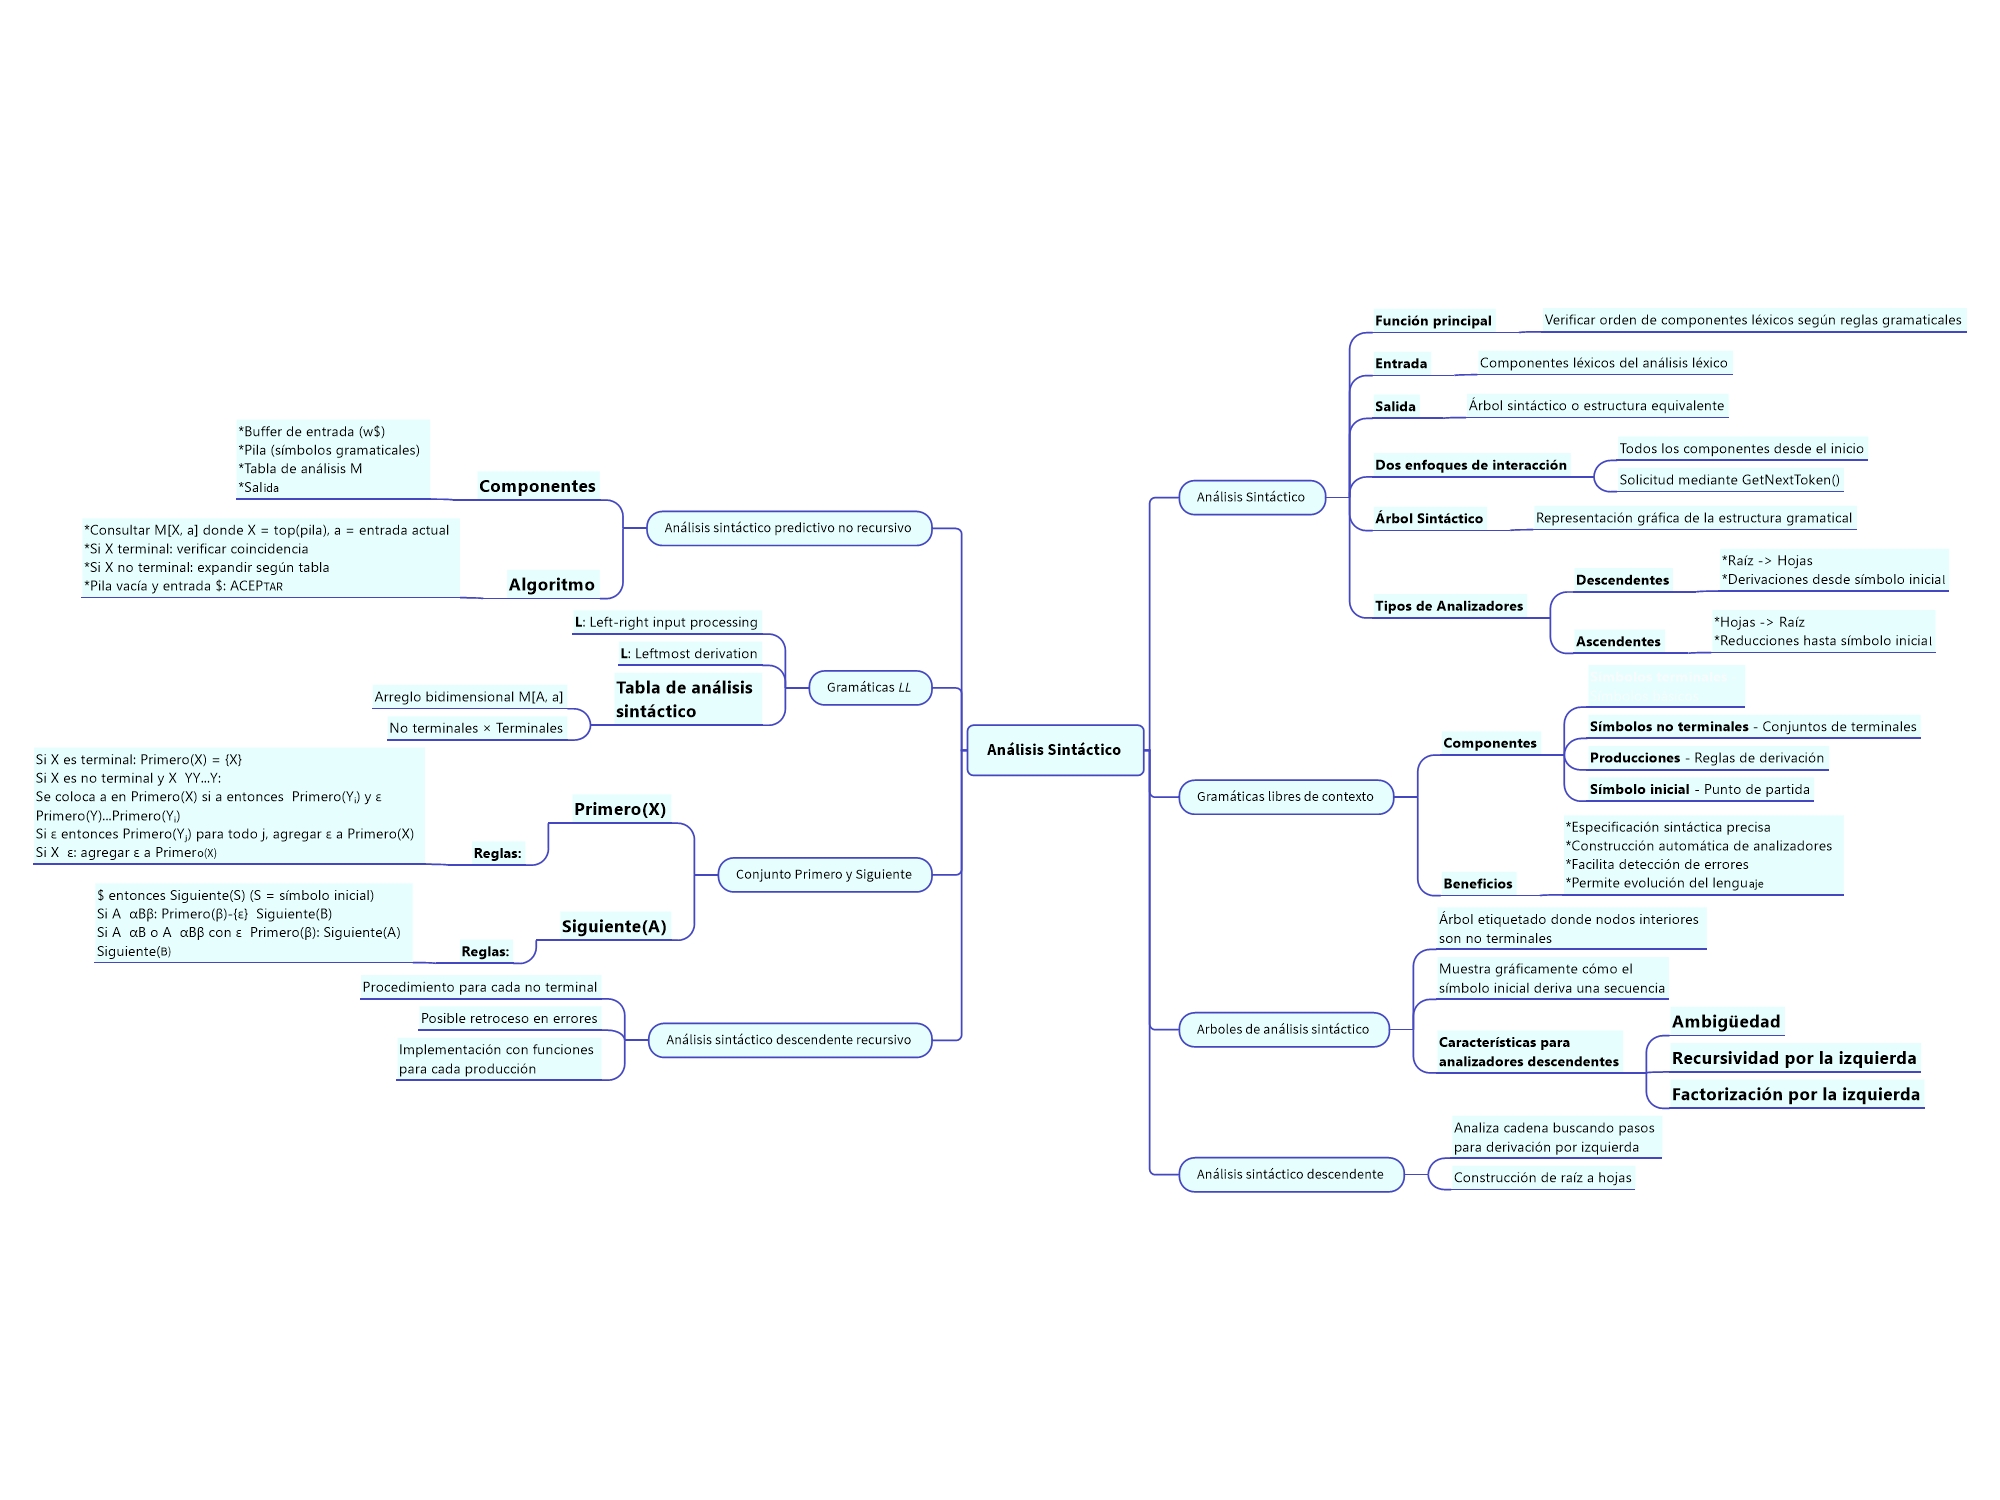 Análisis Sintáctico
Análisis Sintáctico
Función principal
Verificar orden de componentes léxicos según reglas gramaticales
Entrada
Componentes léxicos del análisis léxico
Salida
Árbol sintáctico o estructura equivalente
Dos enfoques de interacción
Todos los componentes desde el inicio
Solicitud mediante GetNextToken()
Árbol Sintáctico
Representación gráfica de la estructura gramatical
Tipos de Analizadores
Descendentes
*Raíz -> Hojas
*Derivaciones desde símbolo inicial
Ascendentes
*Hojas -> Raíz
*Reducciones hasta símbolo inicial
Gramáticas libres de contexto
Componentes
Símbolos no terminales - Conjuntos de terminales
Producciones - Reglas de derivación
Símbolo inicial - Punto de partida
Beneficios
*Especificación sintáctica precisa
*Construcción automática de analizadores
*Facilita detección de errores
*Permite evolución del lenguaje
Arboles de análisis sintáctico
Árbol etiquetado donde nodos interiores
son no terminales
Muestra gráficamente cómo el
símbolo inicial deriva una secuencia
Características para
analizadores descendentes
Ambigüedad
Recursividad por la izquierda
Factorización por la izquierda
Análisis sintáctico descendente
Analiza cadena buscando pasos
para derivación por izquierda
Construcción de raíz a hojas
Análisis sintáctico predictivo no recursivo
Componentes
*Buffer de entrada (w$)
*Pila (símbolos gramaticales)
*Tabla de análisis M
*Salida
Algoritmo
*Consultar M[X, a] donde X = top(pila), a = entrada actual
*Si X terminal: verificar coincidencia
*Si X no terminal: expandir según tabla
*Pila vacía y entrada $: ACEPTAR
Gramáticas LL
L: Left-right input processing
L: Leftmost derivation
Tabla de análisis
sintáctico
Arreglo bidimensional M[A, a]
No terminales × Terminales
Conjunto Primero y Siguiente
Primero(X)
Reglas:
Si X es terminal: Primero(X) = {X}
Si X es no terminal y X  YY...Y:
Se coloca a en Primero(X) si a entonces  Primero(Yᵢ) y ε
Primero(Y)...Primero(Yᵢ)
Si ε entonces Primero(Yⱼ) para todo j, agregar ε a Primero(X)
Si X  ε: agregar ε a Primero(X)
Siguiente(A)
Reglas:
$ entonces Siguiente(S) (S = símbolo inicial)
Si A  αBβ: Primero(β)-{ε}  Siguiente(B)
Si A  αB o A  αBβ con ε  Primero(β): Siguiente(A)
Siguiente(B)
Análisis sintáctico descendente recursivo
Procedimiento para cada no terminal
Posible retroceso en errores
Implementación con funciones
para cada producción